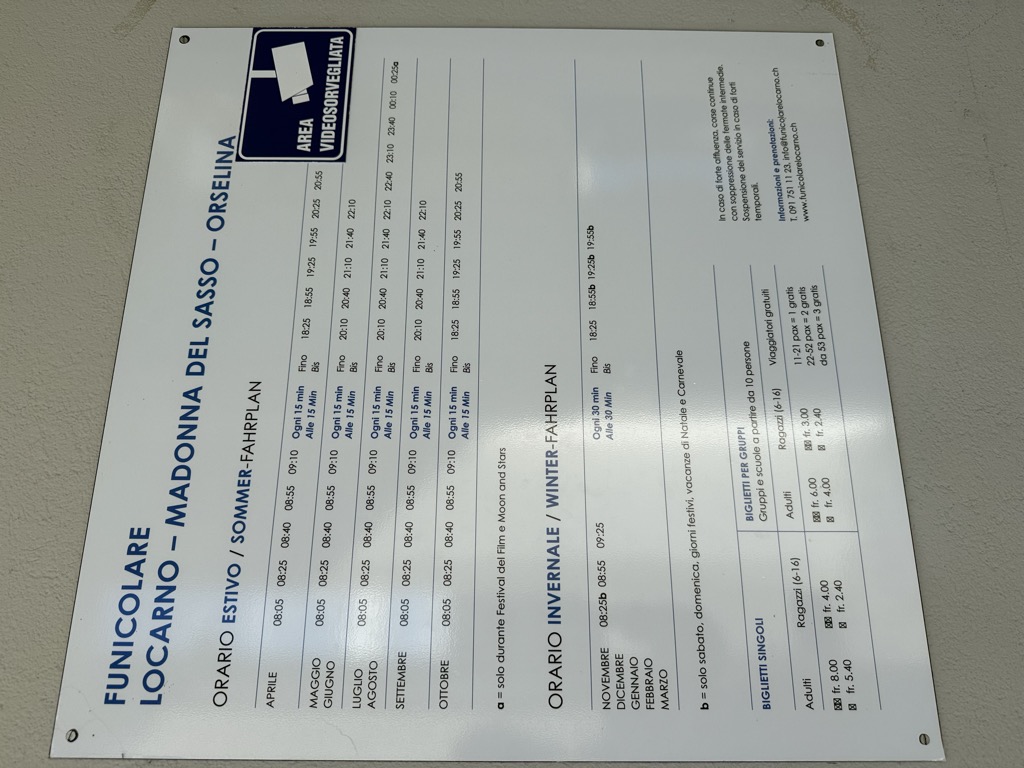 FUNICOLARE
LOCARNO – MADONNA DEL SASSO – ORSELINA
AREA
VIDEOSORVEGLIATA
ORARIO ESTIVO / SOMMER-FAHRPLAN
APRILE 08:05 08:25 08:40 08:55 09:10 Ogni 15 min Fino 18:25 18:55 19:25 19:55 20:25 20:55
Alle 15 Min Bis
MAGGIO 08:05 08:25 08:40 08:55 09:10 Ogni 15 min Fino 20:10 20:40 21:10 21:40 22:10
GIUGNO Alle 15 Min Bis
LUGLIO 08:05 08:25 08:40 08:55 09:10 Ogni 15 min Fino 20:10 20:40 21:10 21:40 22:10 22:40 23:10 23:40 00:10 00:25a
AGOSTO Alle 15 Min Bis
SETTEMBRE 08:05 08:25 08:40 08:55 09:10 Ogni 15 min Fino 20:10 20:40 21:10 21:40 22:10
Alle 15 Min Bis
OTTOBRE 08:05 08:25 08:40 08:55 09:10 Ogni 15 min Fino 18:25 18:55 19:25 19:55 20:25 20:55
Alle 15 Min Bis
a = solo durante Festival del Film e Moon and Stars
ORARIO INVERNALE / WINTER-FAHRPLAN
NOVEMBRE 08:25b 08:55 09:25 Ogni 30 min Fino 18:25 18:55b 19:25b 19:55b
DICEMBRE Alle 30 Min Bis
GENNAIO
FEBBRAIO
MARZO
b = solo sabato, domenica, giorni festivi, vacanze di Natale e Carnevale
BIGLIETTI SINGOLI
Adulti Ragazzi (6-16)
☒☒ fr. 8.00 ☒☒ fr. 4.00
☒ fr. 5.40 ☒ fr. 2.40
BIGLIETTI PER GRUPPI
Gruppi e scuole a partire da 10 persone
Adulti Ragazzi (6-16) Viaggiatori gratuiti
☒☒ fr. 6.00 ☒☒ fr. 3.00 11-21 pax = 1 gratis
☒ fr. 4.00 ☒ fr. 2.40 22-52 pax = 2 gratis
da 53 pax = 3 gratis
In caso di forte affluenza, corse continue
con soppressione delle fermate intermedie.
Sospensione del servizio in caso di forti
temporali.
Informazioni e prenotazioni:
T. 091 751 11 23, info@funicolarelocarno.ch
www.funicolarelocarno.ch